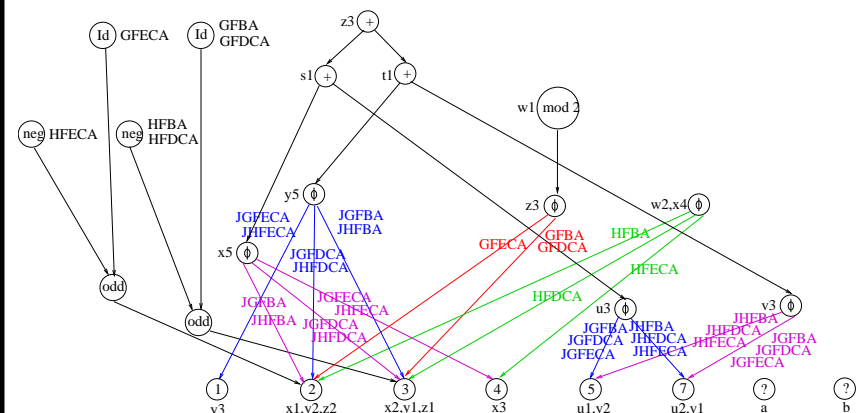 z3 +
Id GFECA
Id GFBA
GFDCA
s1 +
t1 +
w1 mod 2
neg HFECA
neg HFBA
HFDCA
y5 ϕ
z3 ϕ
w2,x4 ϕ
JGFECA
JHFECA
JGFBA
JHFBA
GFECA
GFBA
GFDCA
HFBA
x5 ϕ
JGFDCA
JHFDCA
HFECA
odd
JGFBA
JHFBA
JGFECA
JHFECA
JGFDCA
JHFDCA
HFDCA
u3 ϕ
v3 ϕ
odd
JGFBA
JGFDCA
JGFECA
JHFBA
JHFDCA
JHFECA
JHFBA
JHFDCA
JHFECA
JGFBA
JGFDCA
JGFECA
1 2 3 4 5 7 ? ?
y3 x1,y2,z2 x2,y1,z1 x3 u1,v2 u2,v1 a b